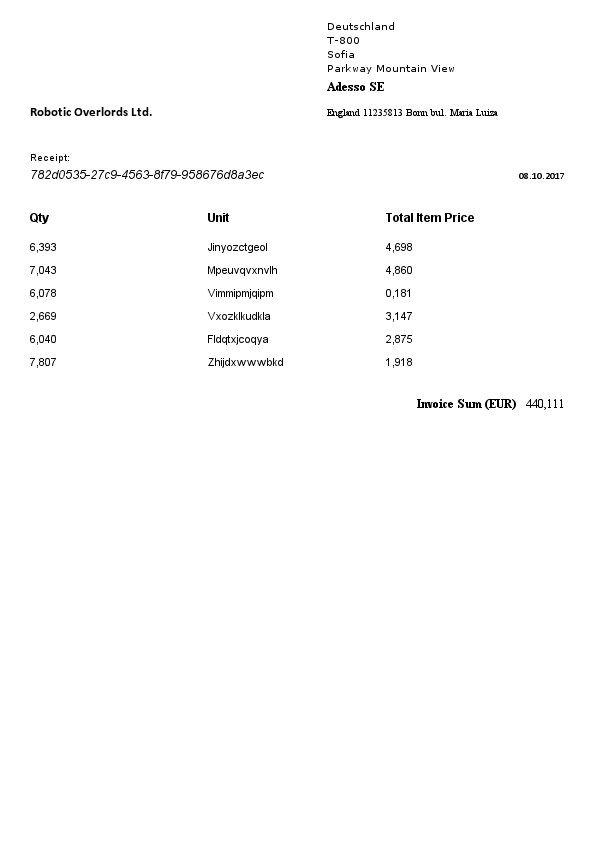 Deutschland
T-800
Sofia
Parkway Mountain View
Adesso SE
Robotic Overlords Ltd.
England 11235813 Bonn bul. Maria Luiza
Receipt:
782d0535-27c9-4563-8f79-958676d8a3ec
08.10.2017
Qty Unit Total Item Price
6,393 Jinyozctgeol 4,698
7,043 Mpeuvqvxnvlh 4,860
6,078 Vimmipmjqipm 0,181
2,669 Vxozklkudkla 3,147
6,040 Fldqtxjcoqya 2,875
7,807 Zhijdxwwwbkd 1,918
Invoice Sum (EUR) 440,111